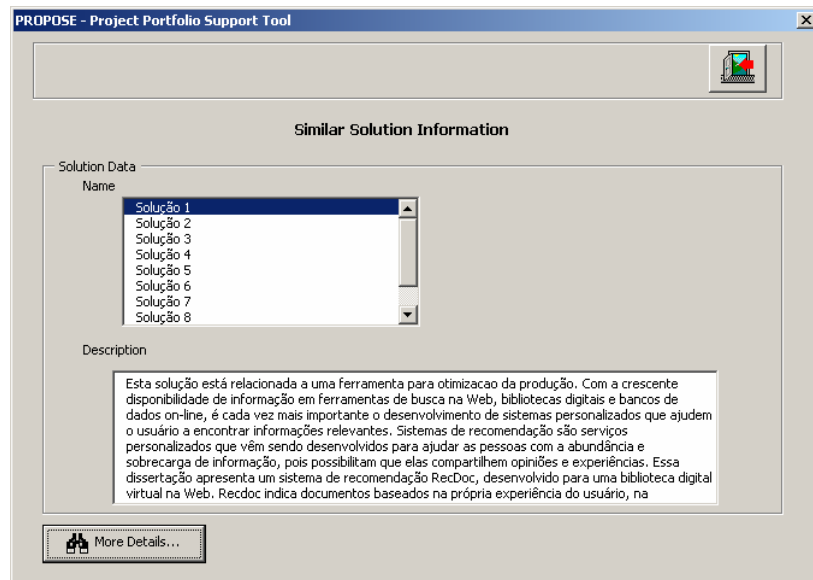 PROPOSE - Project Portfolio Support Tool
Similar Solution Information
Solution Data
Name
Solução 1
Solução 2
Solução 3
Solução 4
Solução 5
Solução 6
Solução 7
Solução 8
Description
Esta solução está relacionada a uma ferramenta para otimizacao da produção. Com a crescente
disponibilidade de informação em ferramentas de busca na Web, bibliotecas digitais e bancos de
dados on-line, é cada vez mais importante o desenvolvimento de sistemas personalizados que ajudem
o usuário a encontrar informações relevantes. Sistemas de recomendação são serviços
personalizados que vêm sendo desenvolvidos para ajudar as pessoas com a abundância e
sobrecarga de informação, pois possibilitam que elas compartilhem opiniões e experiências. Essa
dissertação apresenta um sistema de recomendação RecDoc, desenvolvido para uma biblioteca digital
virtual na Web. Recdoc indica documentos baseados na própria experiência do usuário, na
More Details...